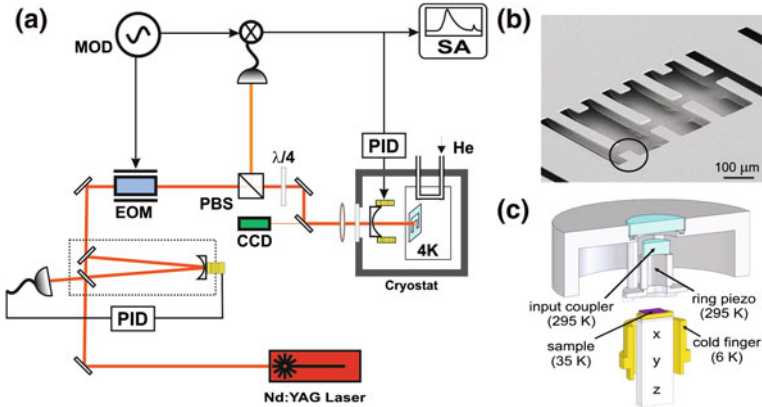 (a)
MOD
SA
PID
He
λ/4
PBS
EOM
CCD
4K
Cryostat
PID
Nd:YAG Laser
(b)
100 μm
(c)
input coupler
(295 K)
ring piezo
(295 K)
sample
(35 K)
cold finger
(6 K)
x
y
z